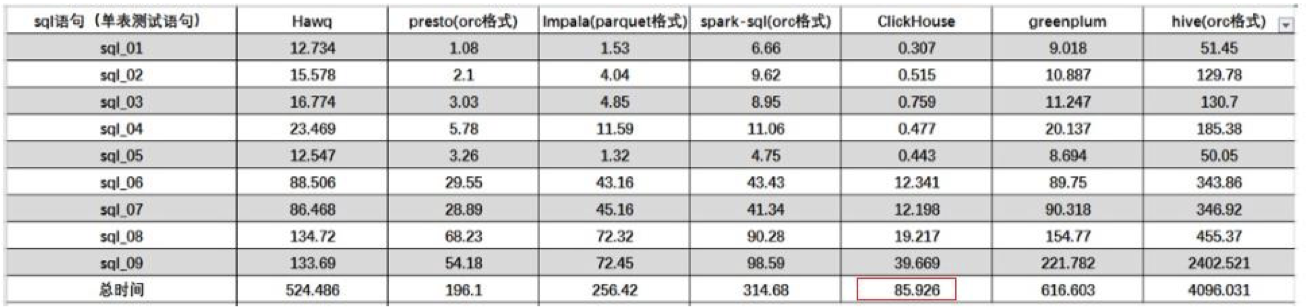 sql语句（单表测试语句） Hawq presto(orc格式) Impala(parquet格式) spark-sql(orc格式) ClickHouse greenplum hive(orc格式)
sql_01 12.734 1.08 1.53 6.66 0.307 9.018 51.45
sql_02 15.578 2.1 4.04 9.62 0.515 10.887 129.78
sql_03 16.774 3.03 4.85 8.95 0.759 11.247 130.7
sql_04 23.469 5.78 11.59 11.06 0.477 20.137 185.38
sql_05 12.547 3.26 1.32 4.75 0.443 8.694 50.05
sql_06 88.506 29.55 43.16 43.43 12.341 89.75 343.86
sql_07 86.468 28.89 45.16 41.34 12.198 90.318 346.92
sql_08 134.72 68.23 72.32 90.28 19.217 154.77 455.37
sql_09 133.69 54.18 72.45 98.59 39.669 221.782 2402.521
总时间 524.486 196.1 256.42 314.68 85.926 616.603 4096.031